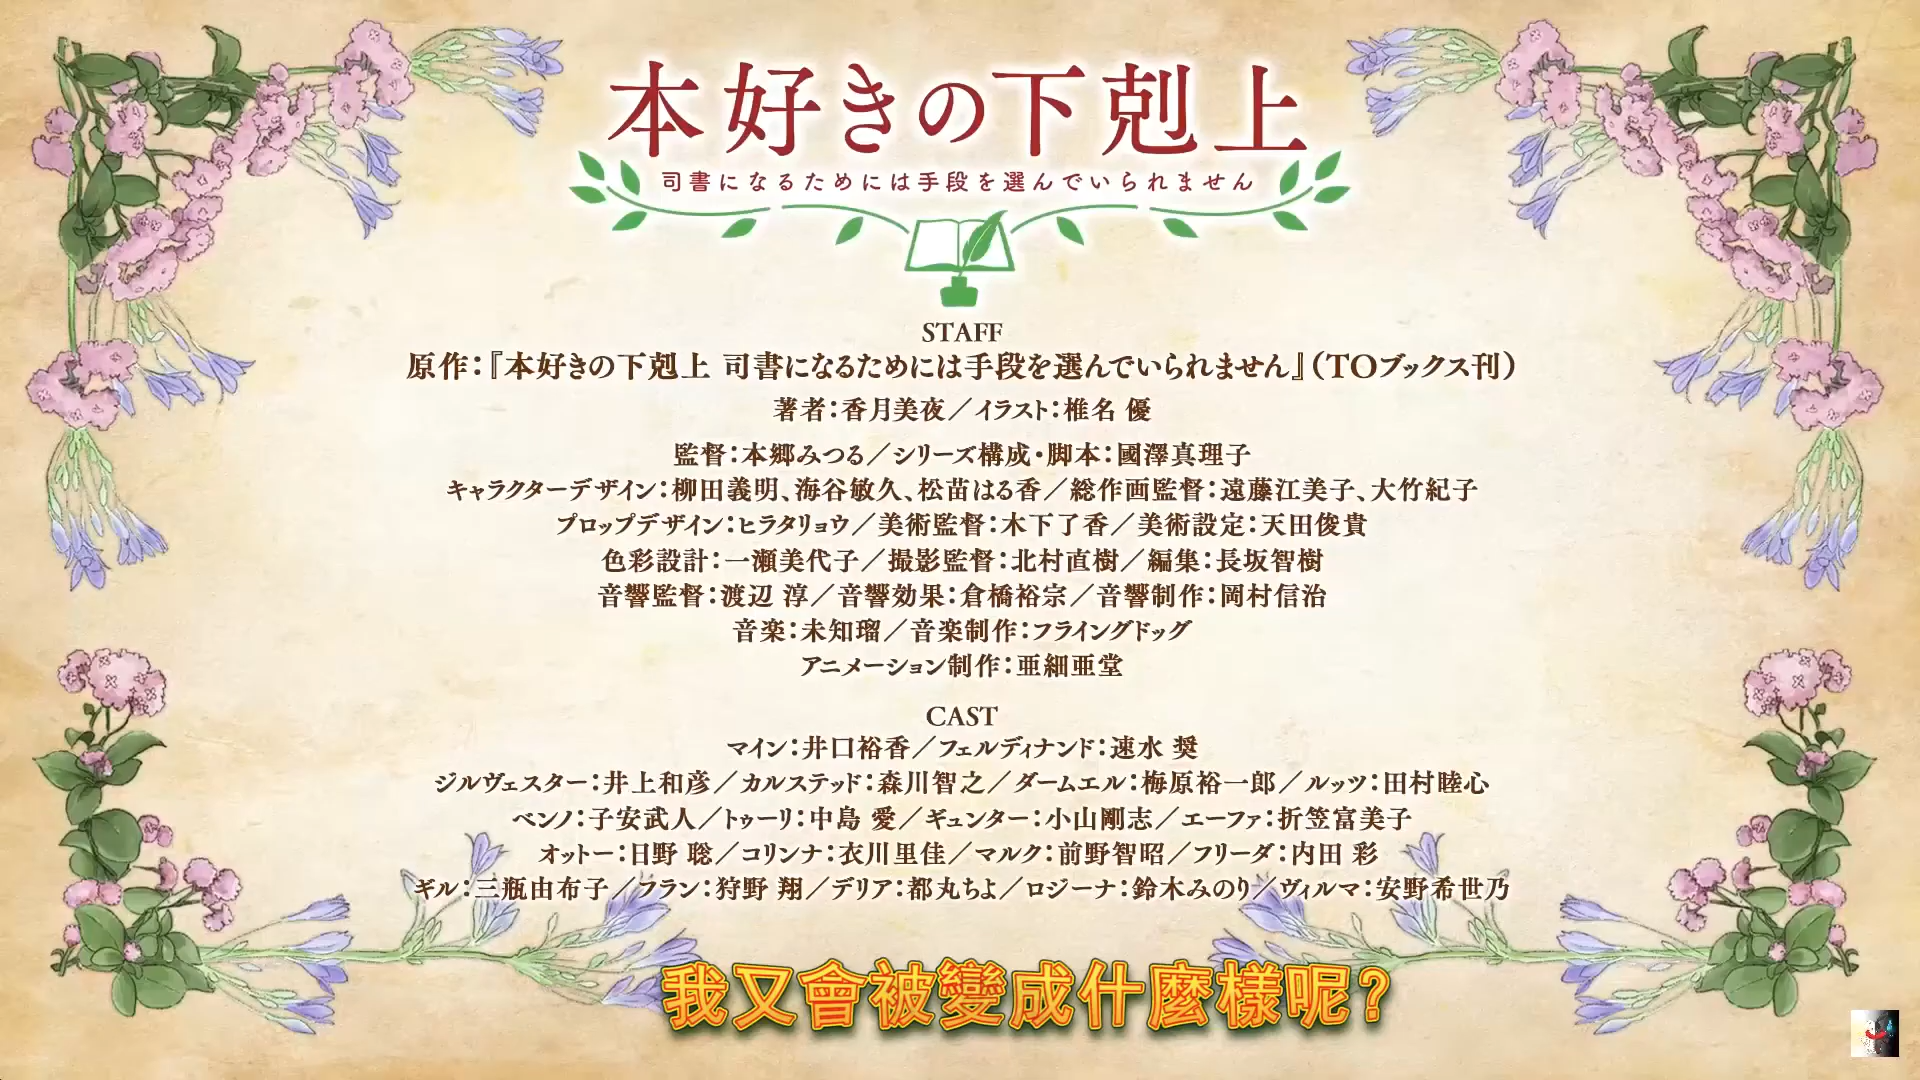 本好きの下剋上
司書になるためには手段を選んでいられません
STAFF
原作：『本好きの下剋上 司書になるためには手段を選んでいられません』（TOブックス刊）
著者：香月美夜／イラスト：椎名 優
監督：本郷みつる／シリーズ構成・脚本：國澤真理子
キャラクターデザイン：柳田義明、海谷敏久、松苗はる香／総作画監督：遠藤江美子、大竹紀子
プロップデザイン：ヒラタリョウ／美術監督：木下了香／美術設定：天田俊貴
色彩設計：一瀬美代子／撮影監督：北村直樹／編集：長坂智樹
音響監督：渡辺 淳／音響効果：倉橋裕宗／音響制作：岡村信治
音楽：未知瑠／音楽制作：フライングドッグ
アニメーション制作：亜細亜堂
CAST
マイン：井口裕香／フェルディナンド：速水 奨
ジルヴェスター：井上和彦／カルステッド：森川智之／ダームエル：梅原裕一郎／ルッツ：田村睦心
ベンノ：子安武人／トゥーリ：中島 愛／ギュンター：小山剛志／エーファ：折笠富美子
オットー：日野 聡／コリンナ：衣川里佳／マルク：前野智昭／フリーダ：内田 彩
ギル：三瓶由布子／フラン：狩野 翔／デリア：都丸ちよ／ロジーナ：鈴木みのり／ヴィルマ：安野希世乃
我又會被變成什麼樣呢?